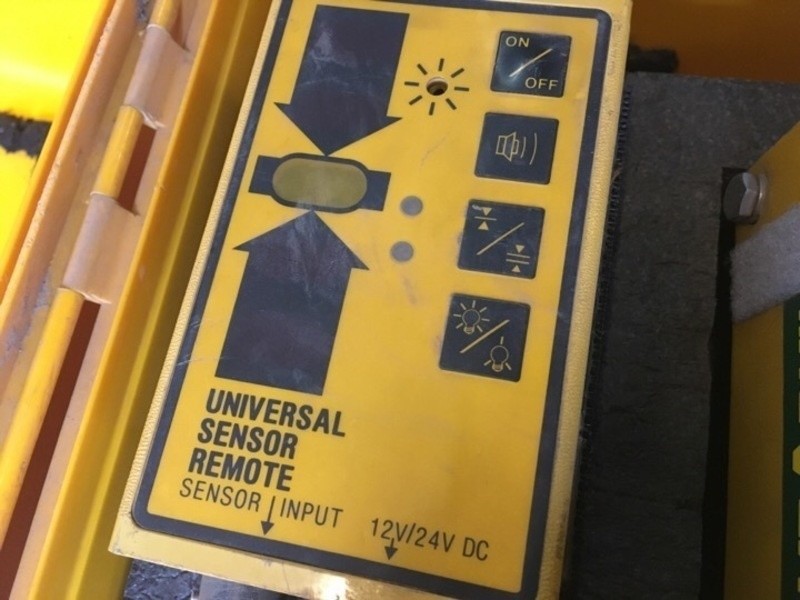 ON
OFF
UNIVERSAL
SENSOR
REMOTE
SENSOR INPUT
12V/24V DC